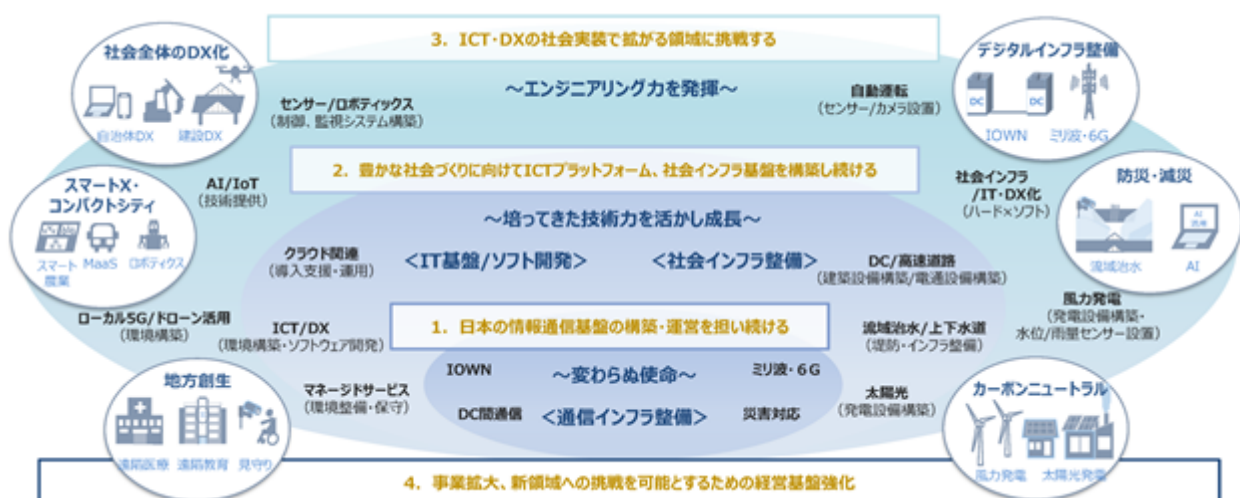 3. ICT・DXの社会実装で拡がる領域に挑戦する
～エンジニアリング力を発揮～
社会全体のDX化
自治体DX
建設DX
センサー/ロボティックス
（制御、監視システム構築）
自動運転
（センサー/カメラ設置）
デジタルインフラ整備
DC
DC
IOWN
ミリ波・6G
2. 豊かな社会づくりに向けてICTプラットフォーム、社会インフラ基盤を構築し続ける
～培ってきた技術力を活かし成長～
スマートX・
コンパクトシティ
スマート
農業
MaaS
ロボティクス
AI/IoT
（技術提供）
社会インフラ
/IT・DX化
（ハード×ソフト）
防災・減災
流域治水
AI
活用
AI
クラウド関連
（導入支援・運用）
＜IT基盤/ソフト開発＞
＜社会インフラ整備＞
DC/高速道路
（建築設備構築/電通設備構築）
ローカル5G/ドローン活用
（環境構築）
ICT/DX
（環境構築・ソフトウェア開発）
1. 日本の情報通信基盤の構築・運営を担い続ける
流域治水/上下水道
（堤防・インフラ整備）
風力発電
（発電設備構築・
水位/雨量センサー設置）
地方創生
遠隔医療
遠隔教育
見守り
マネージドサービス
（環境整備・保守）
IOWN
～変わらぬ使命～
ミリ波・6G
DC間通信
＜通信インフラ整備＞
災害対応
太陽光
（発電設備構築）
カーボンニュートラル
風力発電
太陽光発電
4. 事業拡大、新領域への挑戦を可能とするための経営基盤強化